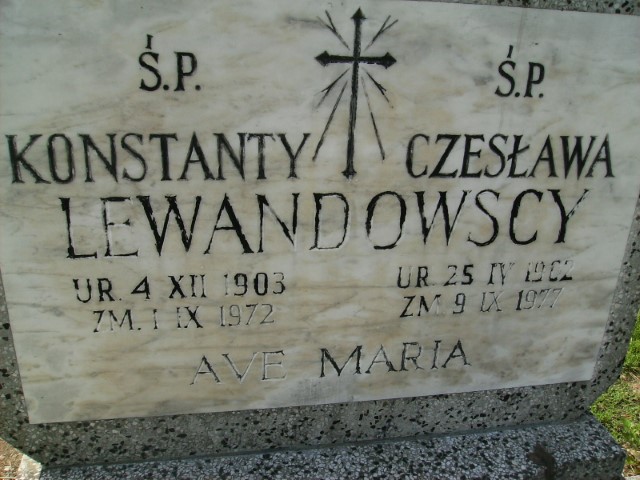 Ś.P. Ś.P.
KONSTANTY CZESŁAWA
LEWANDOWSCY
UR. 4 XII 1903 UR. 25 IV
ZM. 1 IX 1972 ZM 9 IX 1977
AVE MARIA